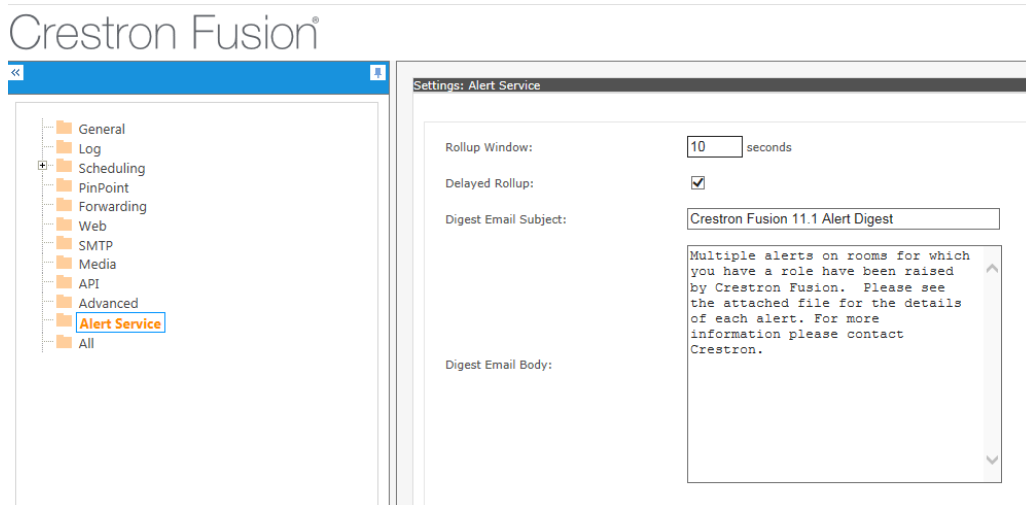 Crestron Fusion®
«
Settings: Alert Service
General
Log
Scheduling
PinPoint
Forwarding
Web
SMTP
Media
API
Advanced
Alert Service
All
Rollup Window: 10 seconds
Delayed Rollup:
Digest Email Subject: Crestron Fusion 11.1 Alert Digest
Digest Email Body:
Multiple alerts on rooms for which
you have a role have been raised
by Crestron Fusion.  Please see
the attached file for the details
of each alert. For more
information please contact
Crestron.